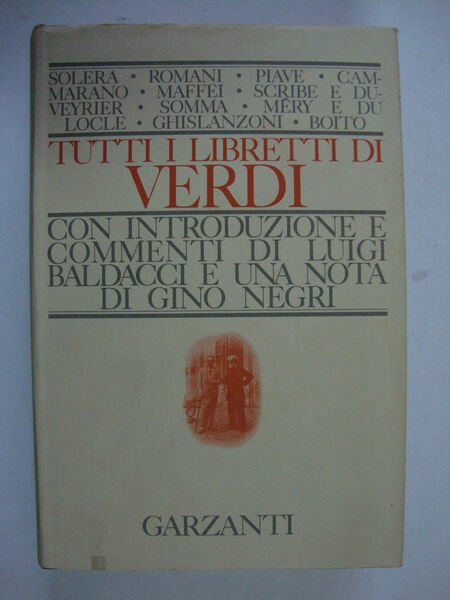 SOLERA • ROMANI • PIAVE • CAM-
MARANO • MAFFEI • SCRIBE E DU-
VEYRIER • SOMMA • MÉRY E DU
LOCLE • GHISLANZONI • BOITO
TUTTI I LIBRETTI DI
VERDI
CON INTRODUZIONE E
COMMENTI DI LUIGI
BALDACCI E UNA NOTA
DI GINO NEGRI
GARZANTI